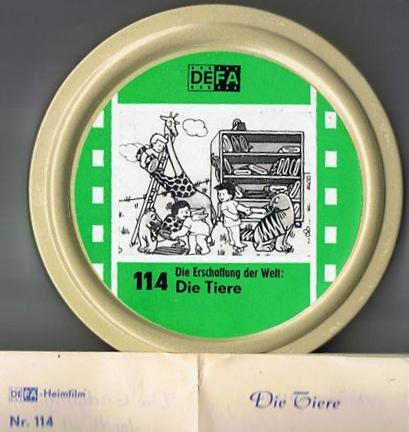 DEFA
114 Die Erschaffung der Welt:
Die Tiere
DEFA-Heimfilm
Nr. 114
Die Tiere